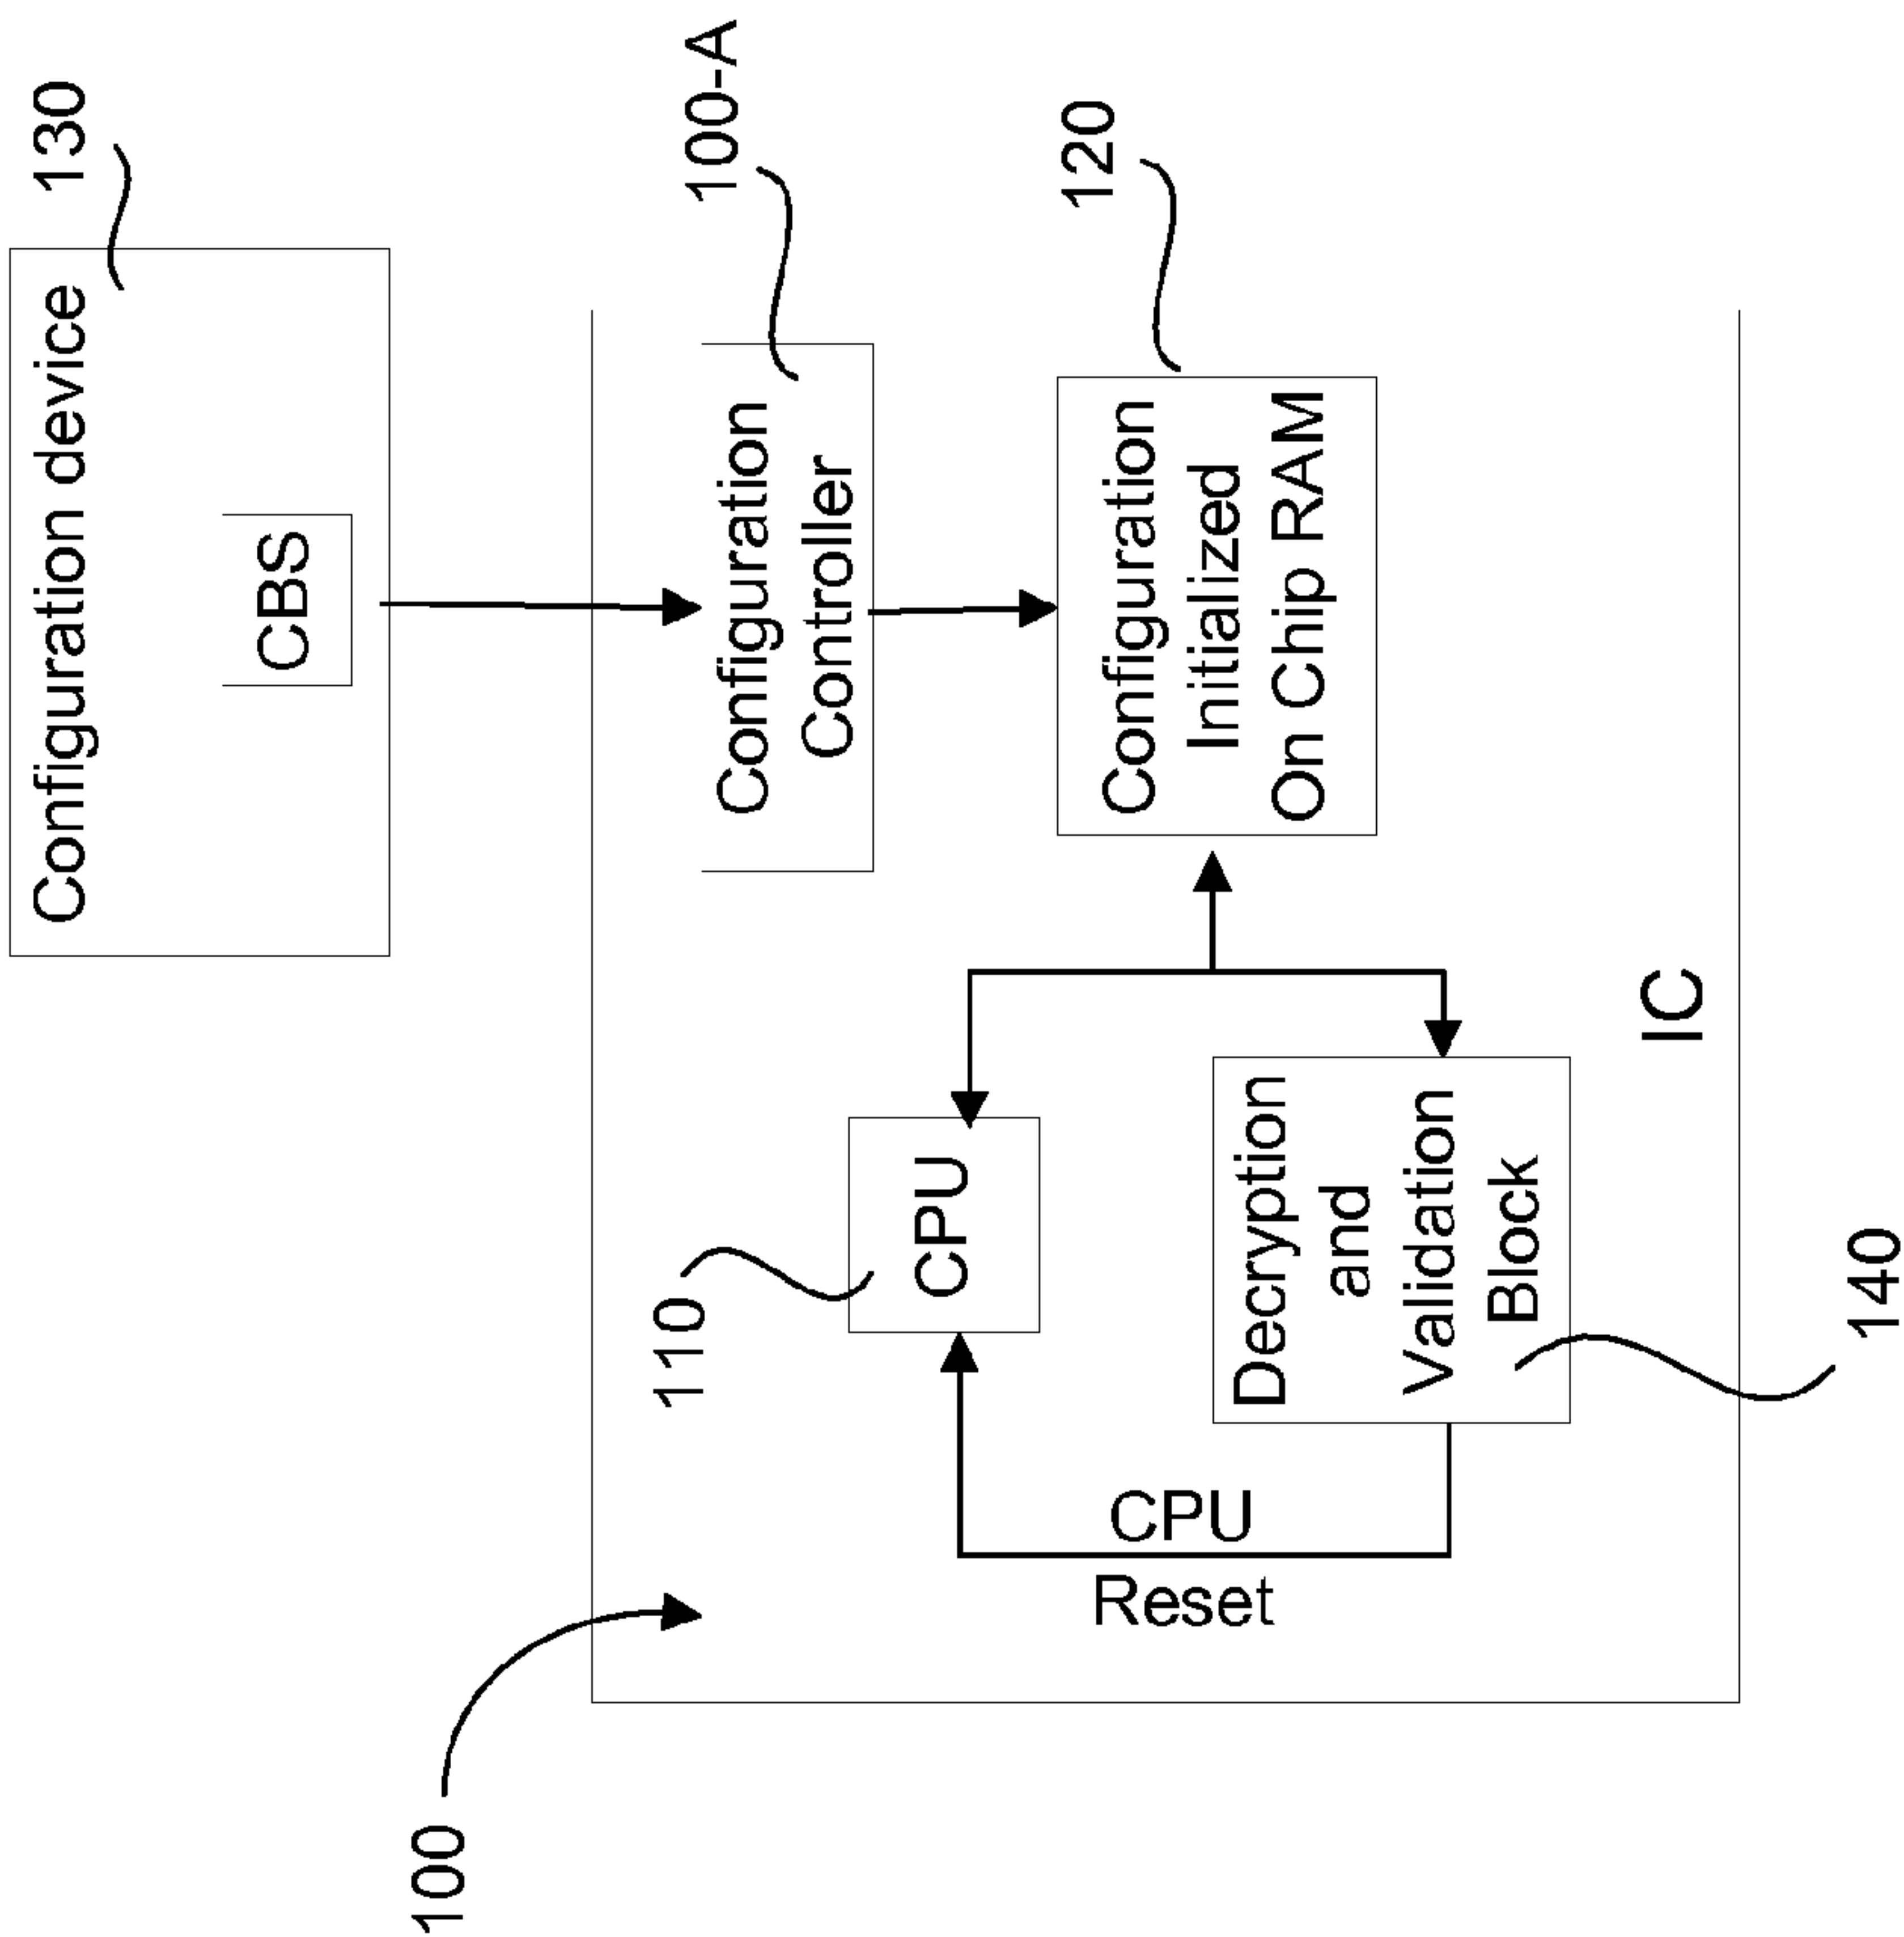 130
Configuration device
CBS
100-A
Configuration
Controller
120
Configuration
Initialized
On Chip RAM
110
CPU
Decryption
and
Validation
Block
140
CPU
Reset
IC
100